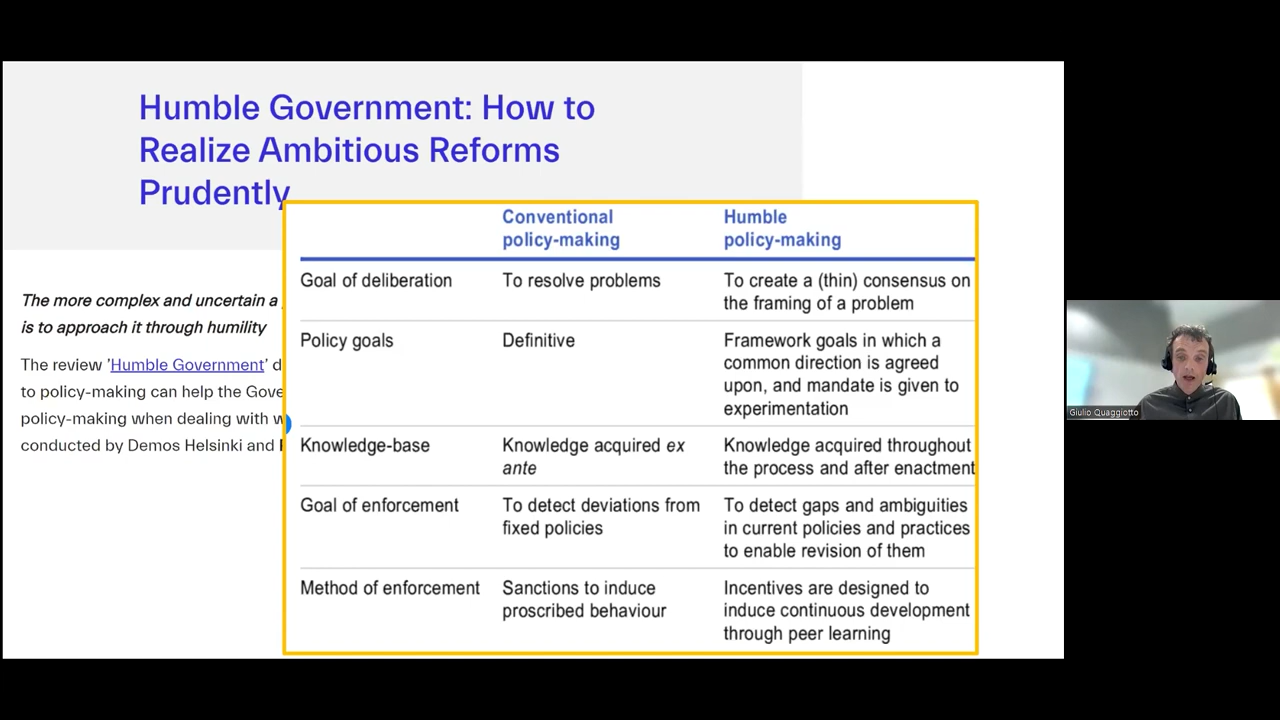 Humble Government: How to
Realize Ambitious Reforms
Prudently
The more complex and uncertain a
is to approach it through humility
The review 'Humble Government' d
to policy-making can help the Gove
policy-making when dealing with w
conducted by Demos Helsinki and
Conventional policy-making
Humble policy-making
Goal of deliberation
To resolve problems
To create a (thin) consensus on
the framing of a problem
Policy goals
Definitive
Framework goals in which a
common direction is agreed
upon, and mandate is given to
experimentation
Knowledge-base
Knowledge acquired ex
ante
Knowledge acquired throughout
the process and after enactment
Goal of enforcement
To detect deviations from
fixed policies
To detect gaps and ambiguities
in current policies and practices
to enable revision of them
Method of enforcement
Sanctions to induce
proscribed behaviour
Incentives are designed to
induce continuous development
through peer learning
Giulio Quaggiotto